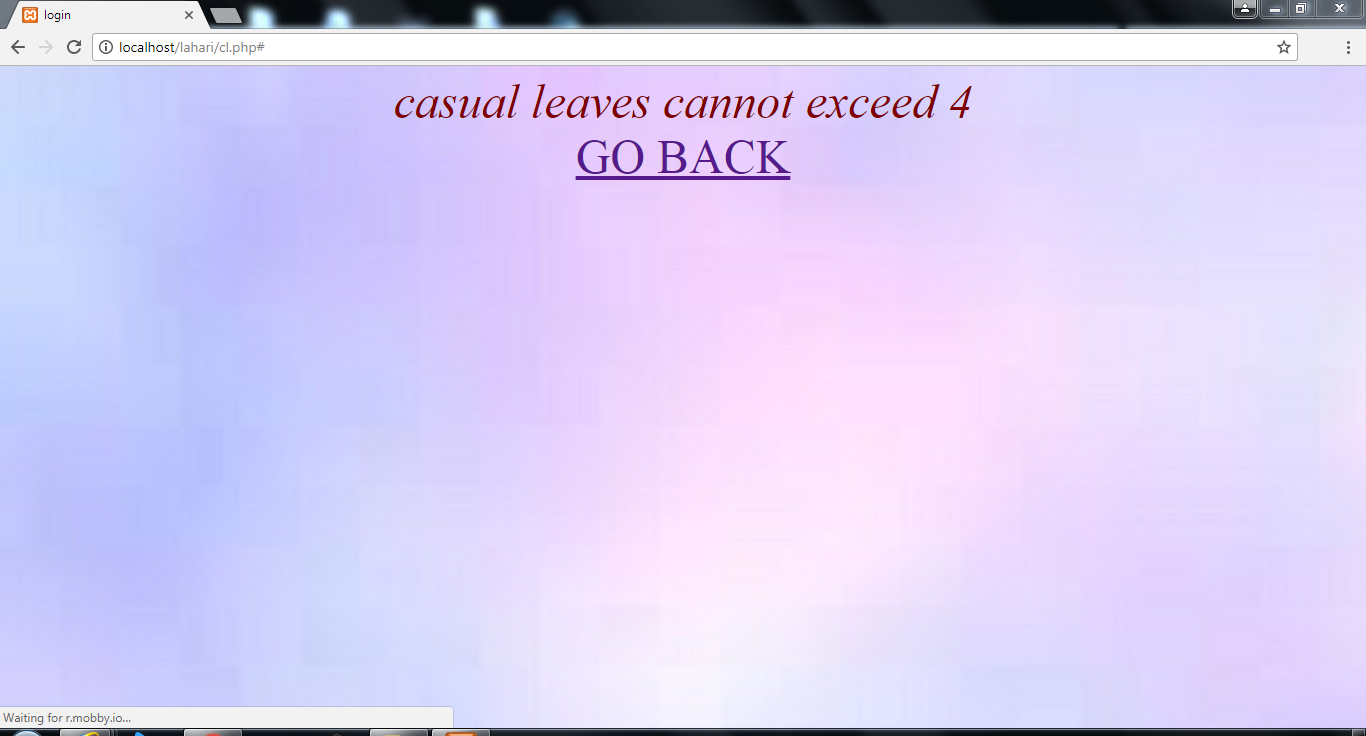 login
localhost/lahari/cl.php#
casual leaves cannot exceed 4
GO BACK
Waiting for r.mobby.io...